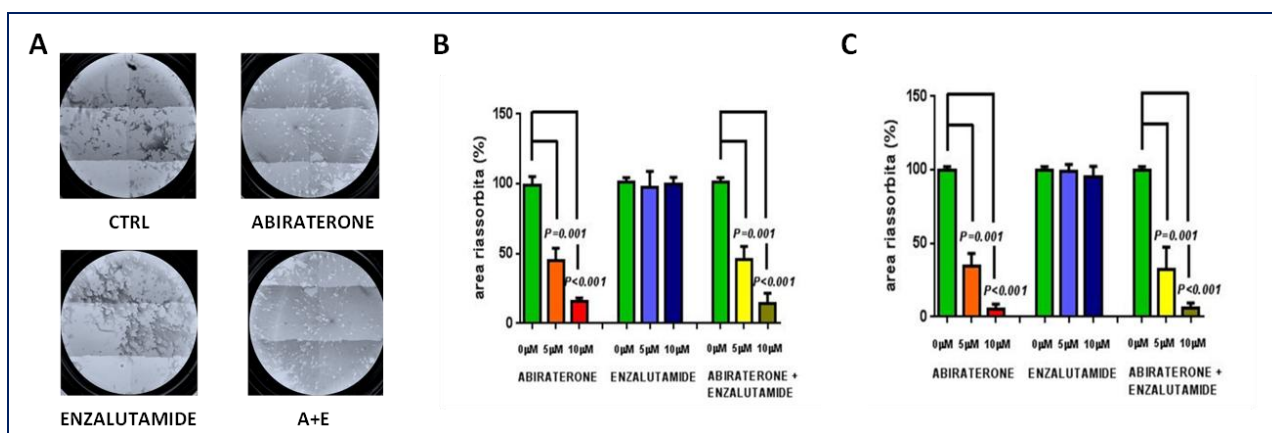 A
CTRL
ABIRATERONE
ENZALUTAMIDE
A+E
B
area riassorbita (%)
150
100
50
0
P=0.001
P<0.001
P=0.001
P<0.001
0µM 5µM 10µM 0µM 5µM 10µM 0µM 5µM 10µM
ABIRATERONE ENZALUTAMIDE ABIRATERONE +
ENZALUTAMIDE
C
area riassorbita (%)
150
100
50
0
P=0.001
P<0.001
P=0.001
P<0.001
0µM 5µM 10µM 0µM 5µM 10µM 0µM 5µM 10µM
ABIRATERONE ENZALUTAMIDE ABIRATERONE +
ENZALUTAMIDE